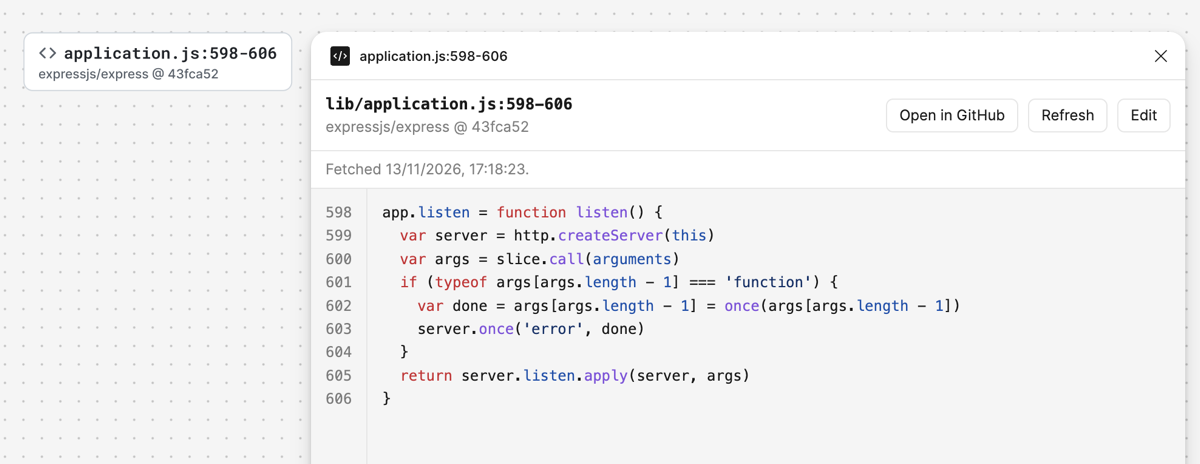 application.js:598-606
expressjs/express @ 43fca52
application.js:598-606
lib/application.js:598–606
expressjs/express @ 43fca52
Open in GitHub
Refresh
Edit
Fetched 13/11/2026, 17:18:23.
598 app.listen = function listen() {
599   var server = http.createServer(this)
600   var args = slice.call(arguments)
601   if (typeof args[args.length - 1] === 'function') {
602     var done = args[args.length - 1] = once(args[args.length - 1])
603     server.once('error', done)
604   }
605   return server.listen.apply(server, args)
606 }